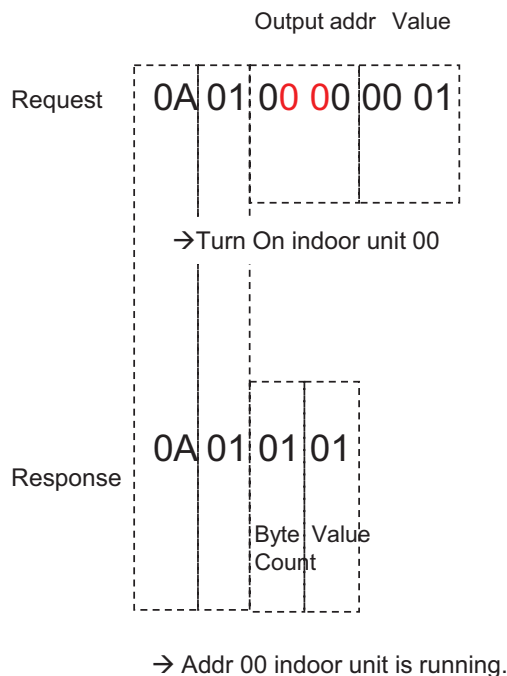 Output addr Value
Request 0A 01 00 00 00 01
→Turn On indoor unit 00
0A 01 01 01
Response
Byte Value
Count
→ Addr 00 indoor unit is running.